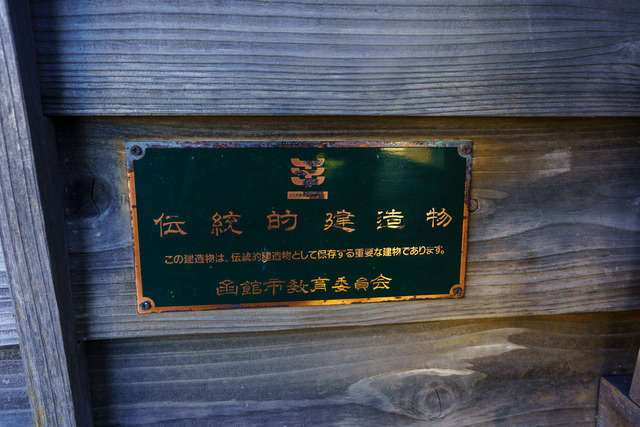 伝統的建造物
この建造物は、伝統的建造物として保存する重要な建物であります。
函館市教育委員会